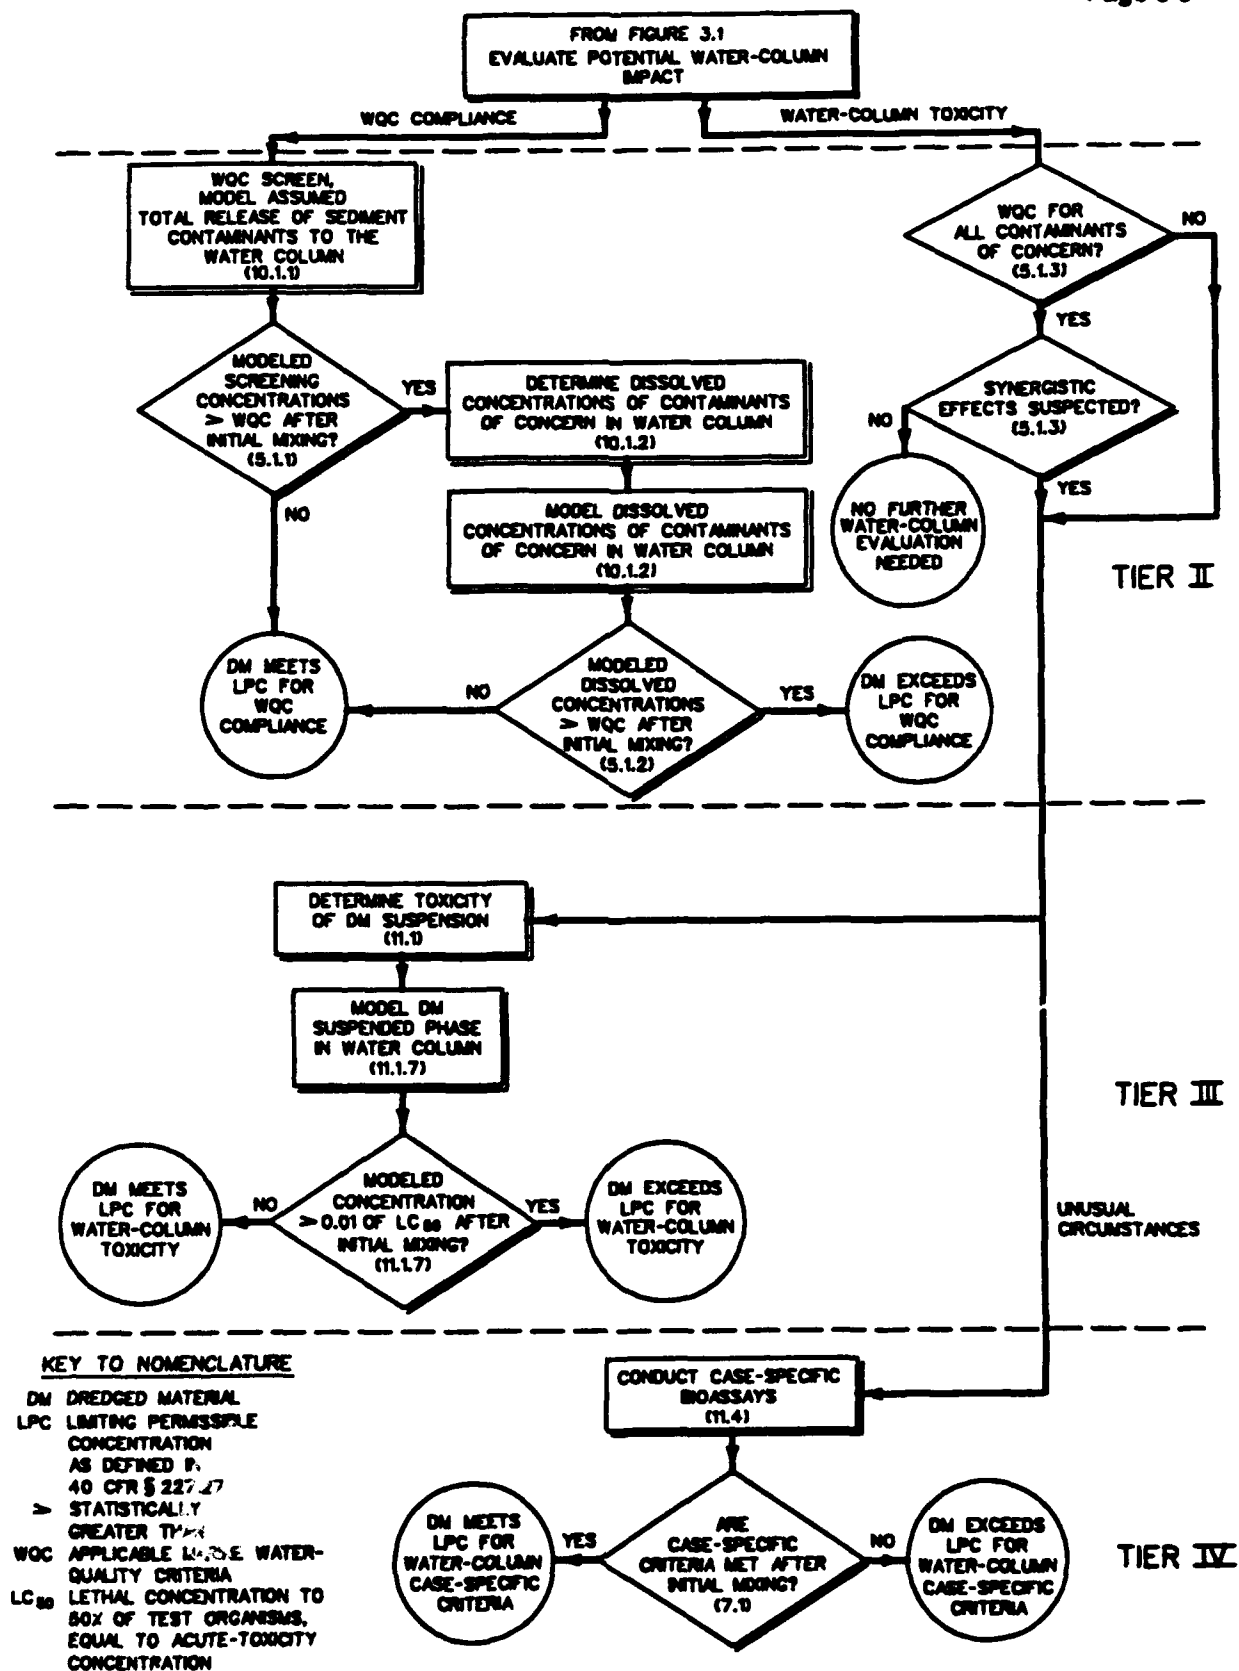 FROM FIGURE 3.1
EVALUATE POTENTIAL WATER-COLUMN
IMPACT
WQC COMPLIANCE
WATER-COLUMN TOXICITY
WQC SCREEN,
MODEL ASSUMED
TOTAL RELEASE OF SEDIMENT
CONTAMINANTS TO THE
WATER COLUMN
(10.1.1)
WQC FOR
ALL CONTAMINANTS
OF CONCERN?
(5.1.3)
NO
YES
MODELED
SCREENING
CONCENTRATIONS
> WQC AFTER
INITIAL MIXING?
(5.1.1)
YES
NO
DETERMINE DISSOLVED
CONCENTRATIONS OF CONTAMINANTS
OF CONCERN IN WATER COLUMN
(10.1.2)
SYNERGISTIC
EFFECTS SUSPECTED?
(5.1.3)
NO
YES
MODEL DISSOLVED
CONCENTRATIONS OF CONTAMINANTS
OF CONCERN IN WATER COLUMN
(10.1.2)
NO FURTHER
WATER-COLUMN
EVALUATION
NEEDED
TIER II
DM MEETS
LPC FOR
WQC
COMPLIANCE
NO
MODELED
DISSOLVED
CONCENTRATIONS
> WQC AFTER
INITIAL MIXING?
(5.1.2)
YES
DM EXCEEDS
LPC FOR
WQC
COMPLIANCE
DETERMINE TOXICITY
OF DM SUSPENSION
(11.1)
MODEL DM
SUSPENDED PHASE
IN WATER COLUMN
(11.1.7)
TIER III
DM MEETS
LPC FOR
WATER-COLUMN
TOXICITY
NO
MODELED
CONCENTRATION
> 0.01 OF LC50 AFTER
INITIAL MIXING?
(11.1.7)
YES
DM EXCEEDS
LPC FOR
WATER-COLUMN
TOXICITY
UNUSUAL
CIRCUMSTANCES
CONDUCT CASE-SPECIFIC
BIOASSAYS
(11.4)
DM MEETS
LPC FOR
WATER-COLUMN
CASE-SPECIFIC
CRITERIA
YES
ARE
CASE-SPECIFIC
CRITERIA MET AFTER
INITIAL MIXING?
(7.1)
NO
DM EXCEEDS
LPC FOR
WATER-COLUMN
CASE-SPECIFIC
CRITERIA
TIER IV
KEY TO NOMENCLATURE
DM DREDGED MATERIAL
LPC LIMITING PERMISSIBLE
CONCENTRATION
AS DEFINED IN
40 CFR § 227.27
> STATISTICALLY
GREATER THAN
WQC APPLICABLE MARINE WATER-
QUALITY CRITERIA
LC50 LETHAL CONCENTRATION TO
50% OF TEST ORGANISMS,
EQUAL TO ACUTE-TOXICITY
CONCENTRATION